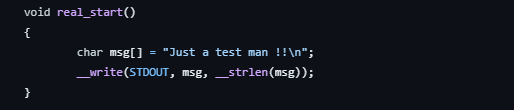 void real_start()
{
        char msg[] = "Just a test man !!\n";
        __write(STDOUT, msg, __strlen(msg));
}